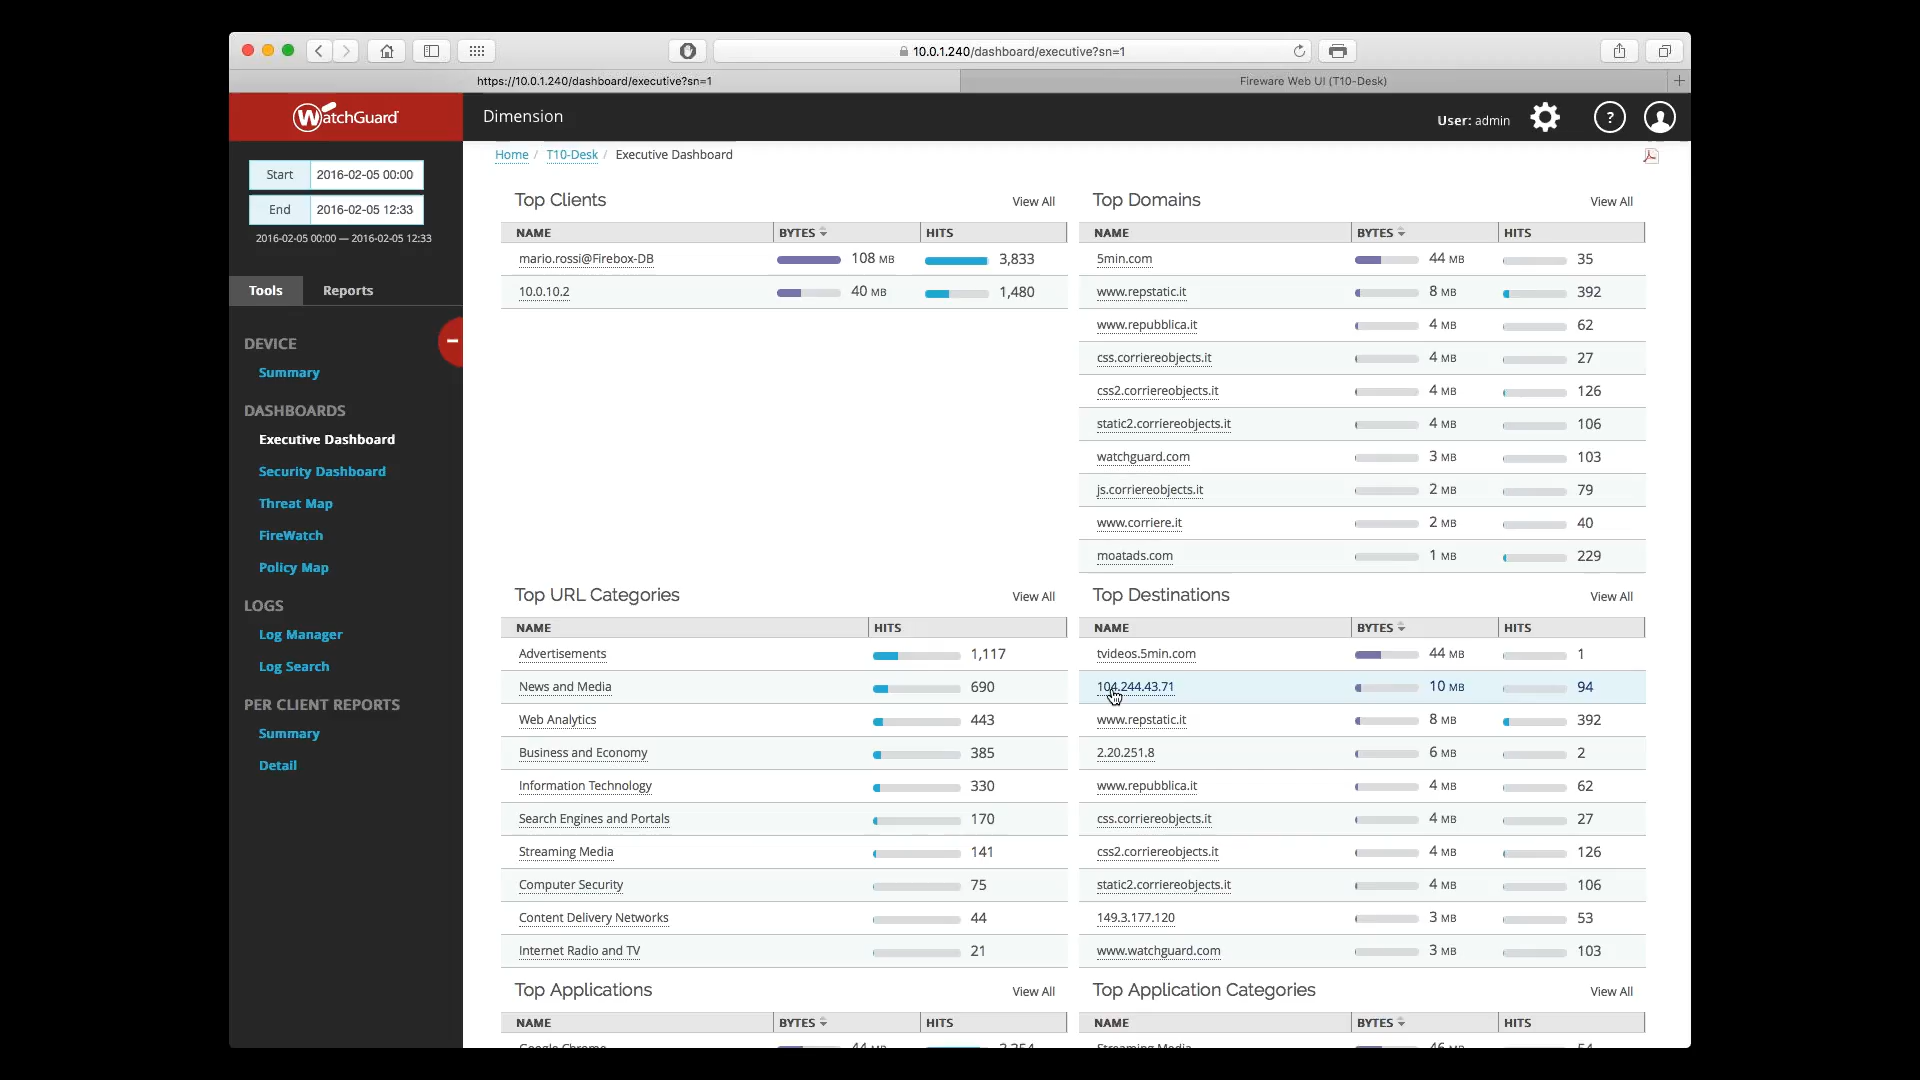 10.0.1.240/dashboard/executive?sn=1
https://10.0.1.240/dashboard/executive?sn=1
Fireware Web UI (T10-Desk)
WatchGuard
Dimension
User: admin
?
Start 2016-02-05 00:00
End 2016-02-05 12:33
2016-02-05 00:00 — 2016-02-05 12:33
Tools Reports
DEVICE
Summary
DASHBOARDS
Executive Dashboard
Security Dashboard
Threat Map
FireWatch
Policy Map
LOGS
Log Manager
Log Search
PER CLIENT REPORTS
Summary
Detail
Home / T10-Desk / Executive Dashboard
Top Clients View All
NAME BYTES HITS
mario.rossi@Firebox-DB 108 MB 3,833
10.0.10.2 40 MB 1,480
Top Domains View All
NAME BYTES HITS
5min.com 44 MB 35
www.repstatic.it 8 MB 392
www.repubblica.it 4 MB 62
css.corriereobjects.it 4 MB 27
css2.corriereobjects.it 4 MB 126
static2.corriereobjects.it 4 MB 106
watchguard.com 3 MB 103
js.corriereobjects.it 2 MB 79
www.corriere.it 2 MB 40
moatads.com 1 MB 229
Top URL Categories View All
NAME HITS
Advertisements 1,117
News and Media 690
Web Analytics 443
Business and Economy 385
Information Technology 330
Search Engines and Portals 170
Streaming Media 141
Computer Security 75
Content Delivery Networks 44
Internet Radio and TV 21
Top Destinations View All
NAME BYTES HITS
tvideos.5min.com 44 MB 1
104.244.43.71 10 MB 94
www.repstatic.it 8 MB 392
2.20.251.8 6 MB 2
www.repubblica.it 4 MB 62
css.corriereobjects.it 4 MB 27
css2.corriereobjects.it 4 MB 126
static2.corriereobjects.it 4 MB 106
149.3.177.120 3 MB 53
www.watchguard.com 3 MB 103
Top Applications View All
NAME BYTES HITS
Google Chrome 44 MB
Top Application Categories View All
NAME BYTES HITS
Streaming Media 46 MB 54